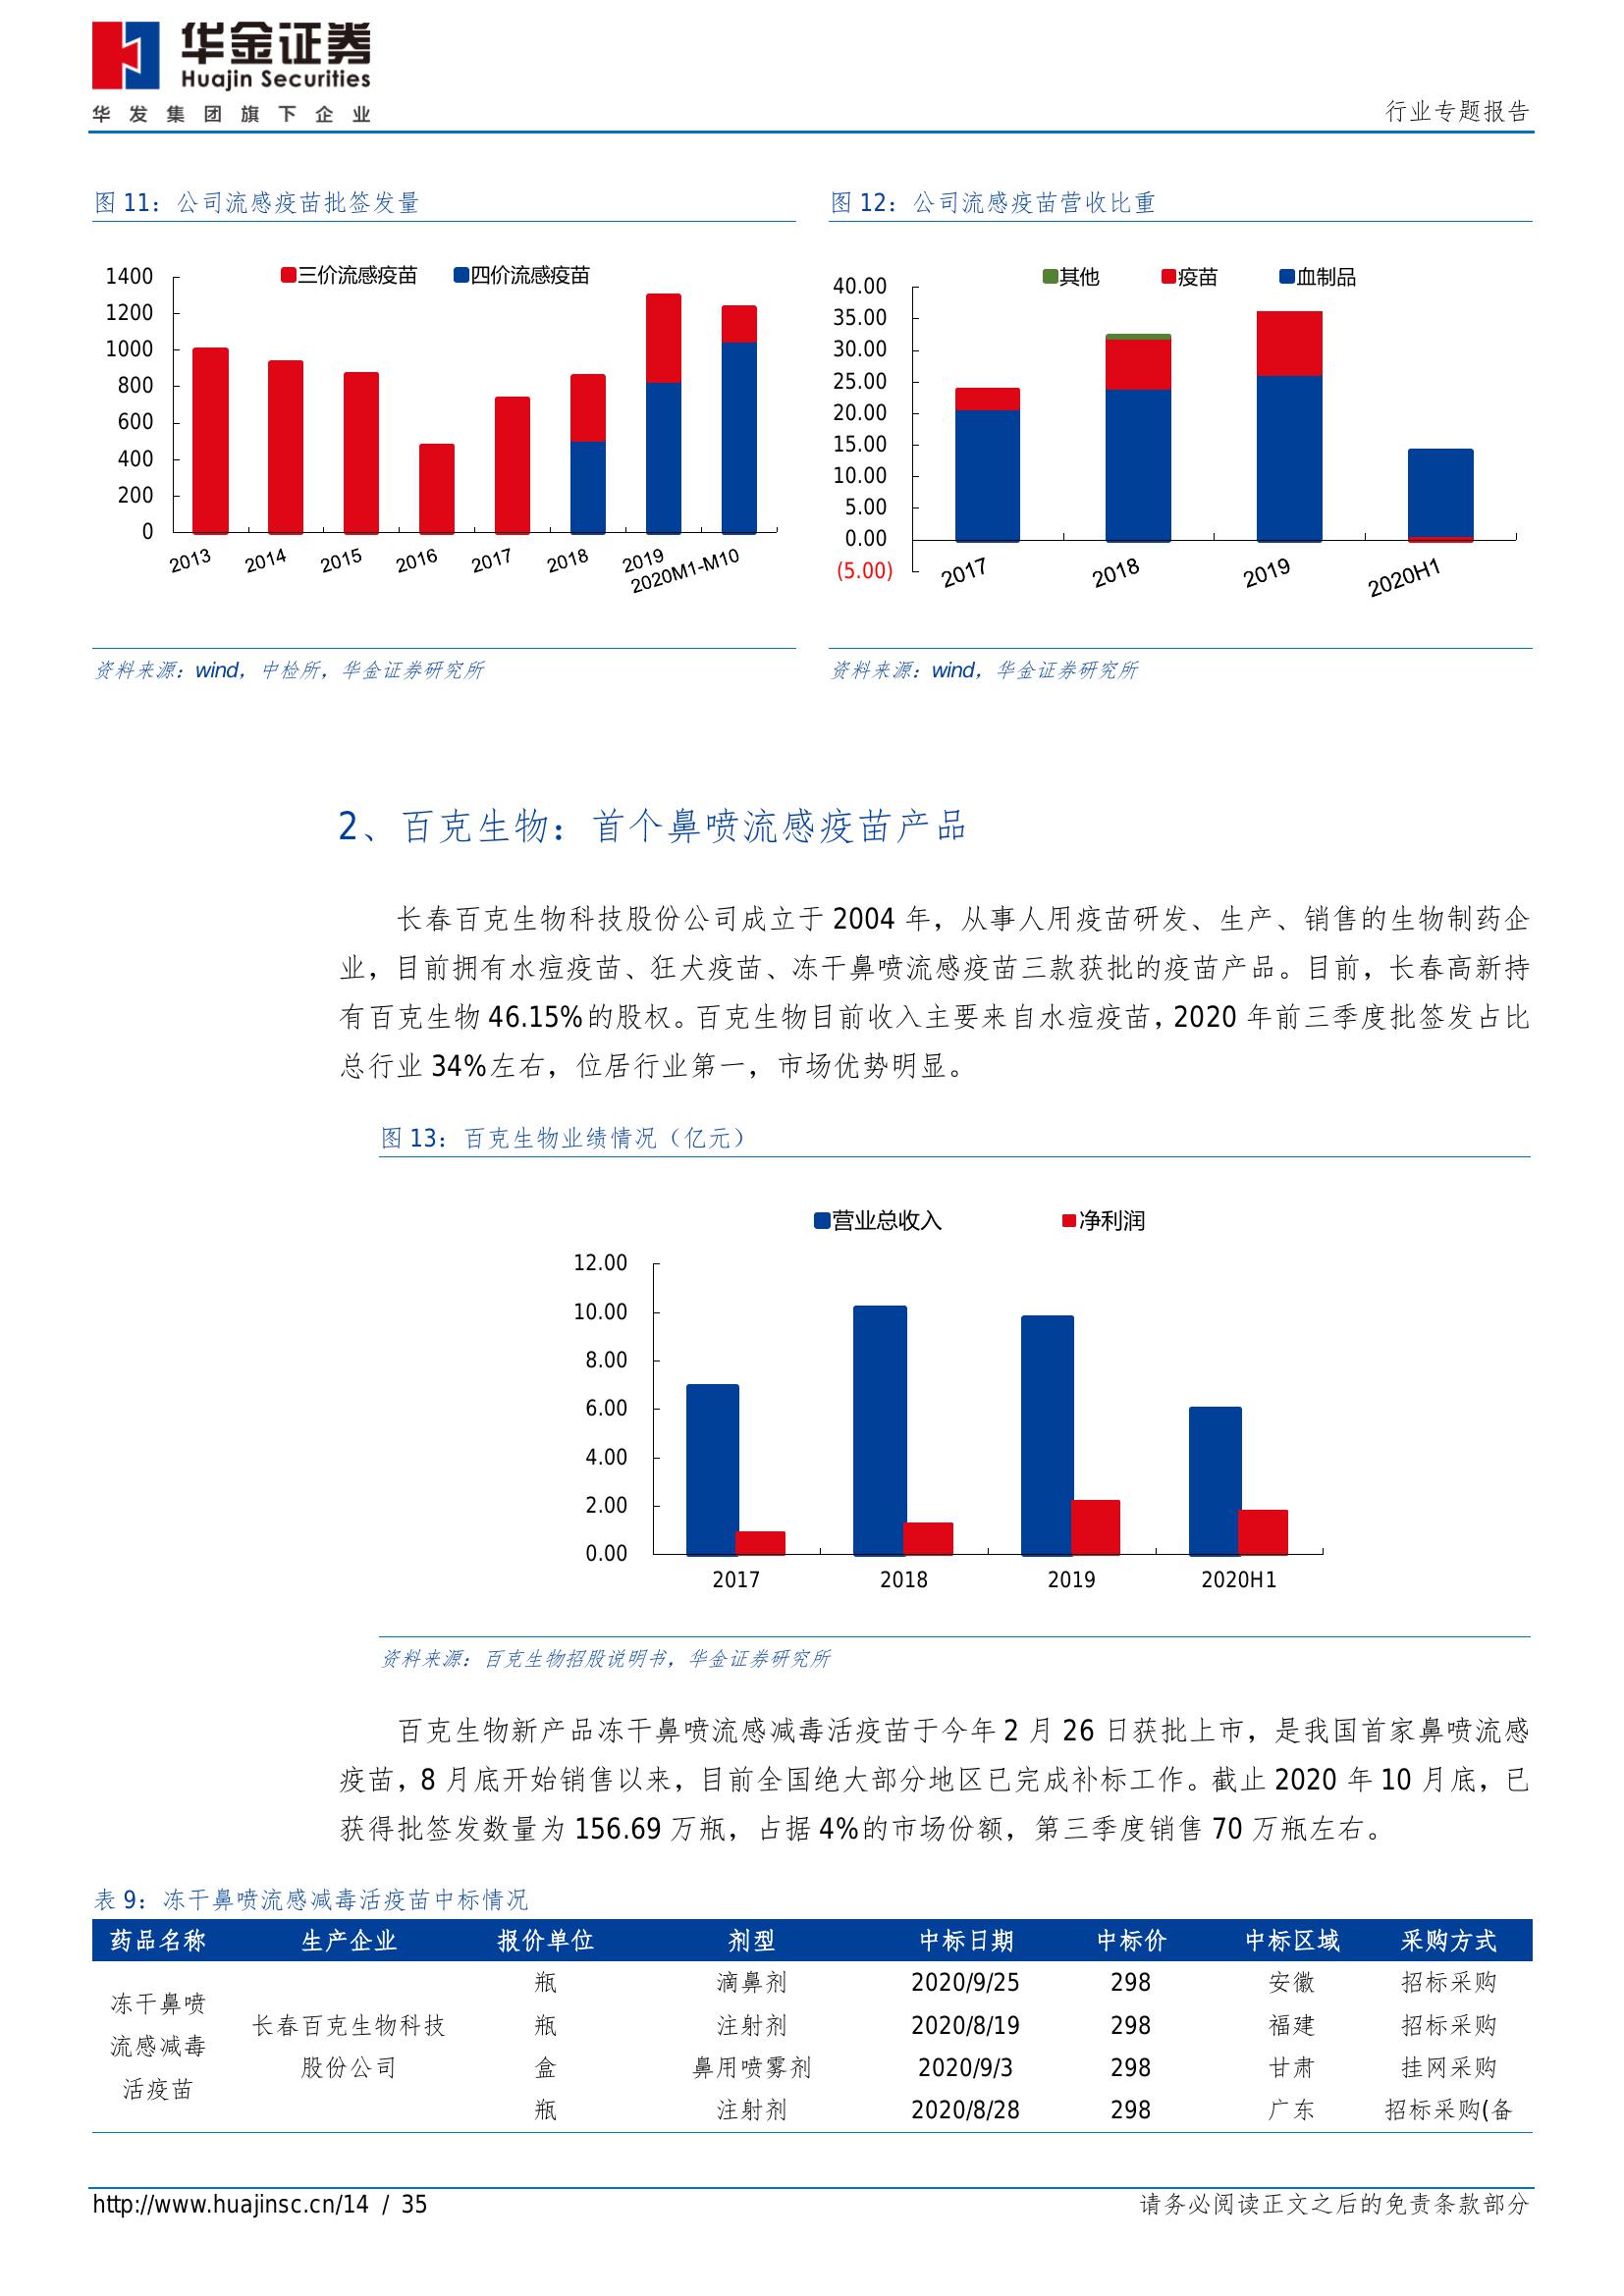 华金证券
Huajin Securities
华发集团旗下企业
行业专题报告
图 11：公司流感疫苗批签发量
三价流感疫苗 四价流感疫苗
1400
1200
1000
800
600
400
200
0
2013 2014 2015 2016 2017 2018 2019 2020M1-M10
资料来源：wind，中检所，华金证券研究所
图 12：公司流感疫苗营收比重
其他 疫苗 血制品
40.00
35.00
30.00
25.00
20.00
15.00
10.00
5.00
0.00
(5.00)
2017 2018 2019 2020H1
资料来源：wind，华金证券研究所
2、百克生物：首个鼻喷流感疫苗产品
长春百克生物科技股份公司成立于 2004 年，从事人用疫苗研发、生产、销售的生物制药企
业，目前拥有水痘疫苗、狂犬疫苗、冻干鼻喷流感疫苗三款获批的疫苗产品。目前，长春高新持
有百克生物 46.15%的股权。百克生物目前收入主要来自水痘疫苗，2020 年前三季度批签发占比
总行业 34%左右，位居行业第一，市场优势明显。
图 13：百克生物业绩情况（亿元）
营业总收入 净利润
12.00
10.00
8.00
6.00
4.00
2.00
0.00
2017 2018 2019 2020H1
资料来源：百克生物招股说明书，华金证券研究所
百克生物新产品冻干鼻喷流感减毒活疫苗于今年 2 月 26 日获批上市，是我国首家鼻喷流感
疫苗，8 月底开始销售以来，目前全国绝大部分地区已完成补标工作。截止 2020 年 10 月底，已
获得批签发数量为 156.69 万瓶，占据 4%的市场份额，第三季度销售 70 万瓶左右。
表 9：冻干鼻喷流感减毒活疫苗中标情况
药品名称 生产企业 报价单位 剂型 中标日期 中标价 中标区域 采购方式
冻干鼻喷
流感减毒
活疫苗
长春百克生物科技
股份公司
瓶 滴鼻剂 2020/9/25 298 安徽 招标采购
瓶 注射剂 2020/8/19 298 福建 招标采购
盒 鼻用喷雾剂 2020/9/3 298 甘肃 挂网采购
瓶 注射剂 2020/8/28 298 广东 招标采购(备
http://www.huajinsc.cn/14 / 35
请务必阅读正文之后的免责条款部分